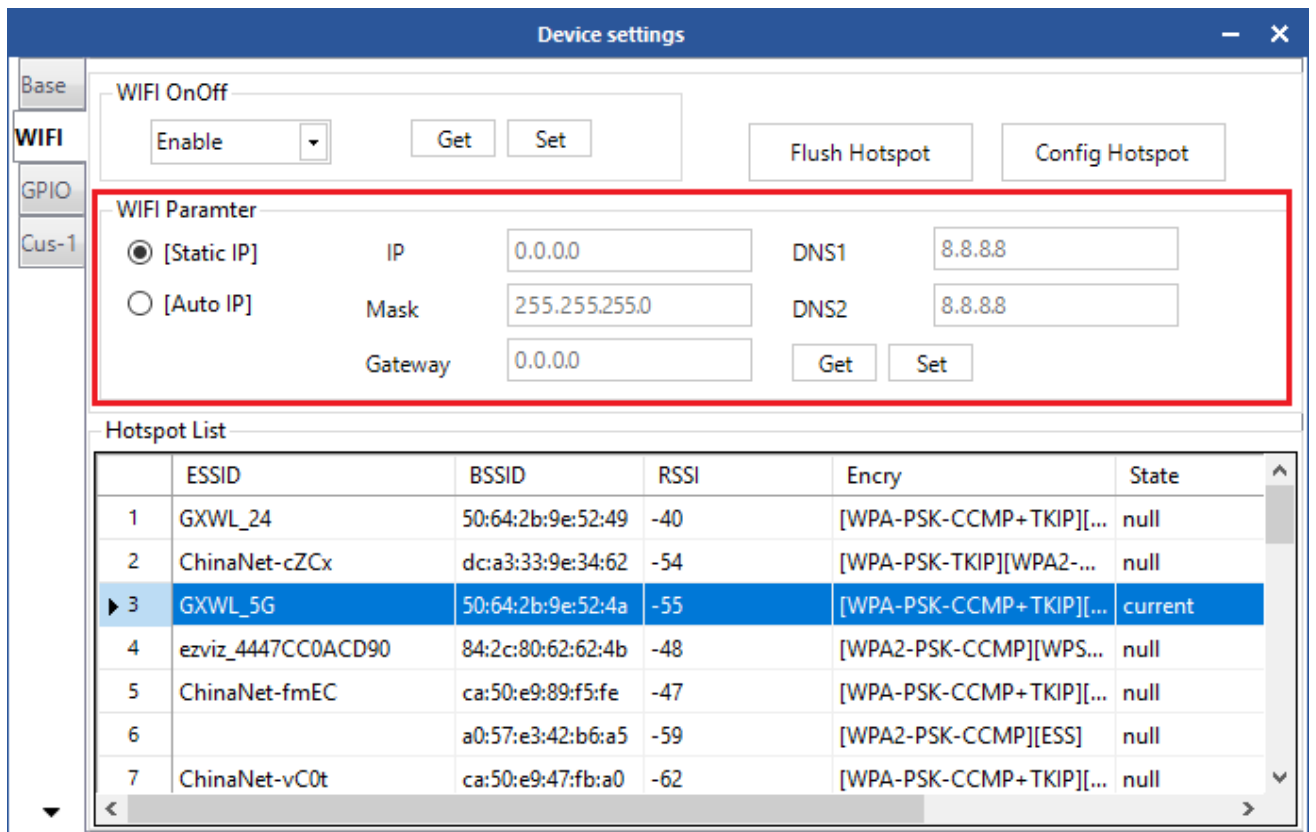 Device settings
Base
WIFI
GPIO
Cus-1
WIFI OnOff
Enable Get Set
Flush Hotspot Config Hotspot
WIFI Paramter
[Static IP] IP 0.0.0.0 DNS1 8.8.8.8
[Auto IP] Mask 255.255.255.0 DNS2 8.8.8.8
Gateway 0.0.0.0 Get Set
Hotspot List
ESSID BSSID RSSI Encry State
1 GXWL_24 50:64:2b:9e:52:49 -40 [WPA-PSK-CCMP+TKIP][... null
2 ChinaNet-cZCx dc:a3:33:9e:34:62 -54 [WPA-PSK-TKIP][WPA2-... null
3 GXWL_5G 50:64:2b:9e:52:4a -55 [WPA-PSK-CCMP+TKIP][... current
4 ezviz_4447CC0ACD90 84:2c:80:62:62:4b -48 [WPA2-PSK-CCMP][WPS... null
5 ChinaNet-fmEC ca:50:e9:89:f5:fe -47 [WPA-PSK-CCMP+TKIP][... null
6 a0:57:e3:42:b6:a5 -59 [WPA2-PSK-CCMP][ESS] null
7 ChinaNet-vC0t ca:50:e9:47:fb:a0 -62 [WPA-PSK-CCMP+TKIP][... null